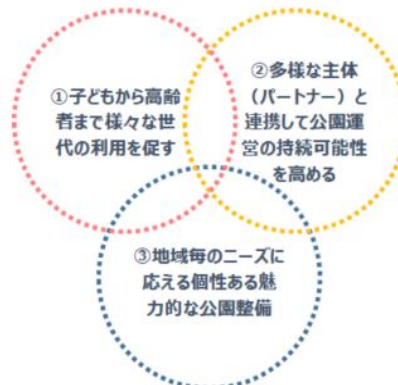 ①子どもから高齢
者まで様々な世
代の利用を促す
②多様な主体
（パートナー）と
連携して公園運
営の持続可能性
を高める
③地域毎のニーズに
応える個性ある魅
力的な公園整備